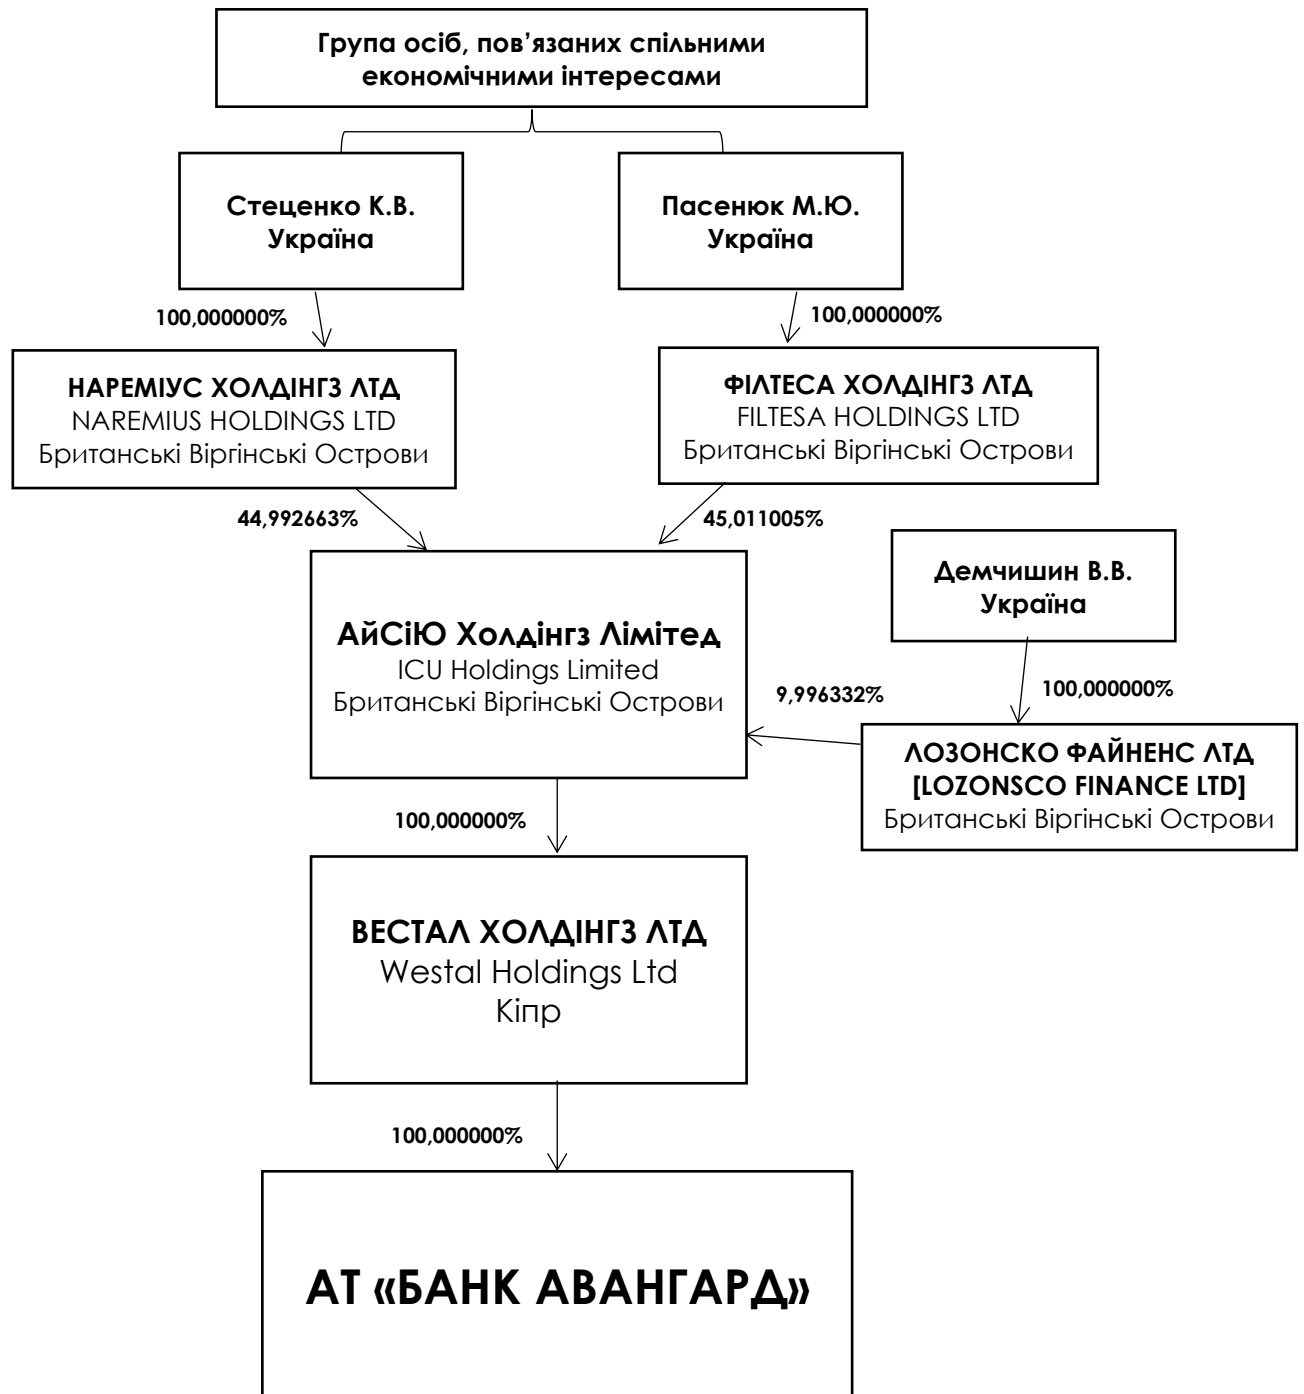 Група осіб, пов’язаних спільними
економічними інтересами
Стеценко К.В.
Україна
Пасенюк М.Ю.
Україна
100,000000%
100,000000%
НАРЕМІУС ХОЛДІНГЗ ЛТД
NAREMIUS HOLDINGS LTD
Британські Віргінські Острови
ФІЛТЕСА ХОЛДІНГЗ ЛТД
FILTESA HOLDINGS LTD
Британські Віргінські Острови
44,992663%
45,011005%
Демчишин В.В.
Україна
АйСіЮ Холдінгз Лімітед
ICU Holdings Limited
Британські Віргінські Острови
9,996332%
100,000000%
ЛОЗОНСКО ФАЙНЕНС ЛТД
[LOZONSCO FINANCE LTD]
Британські Віргінські Острови
100,000000%
ВЕСТАЛ ХОЛДІНГЗ ЛТД
Westal Holdings Ltd
Кіпр
100,000000%
АТ «БАНК АВАНГАРД»